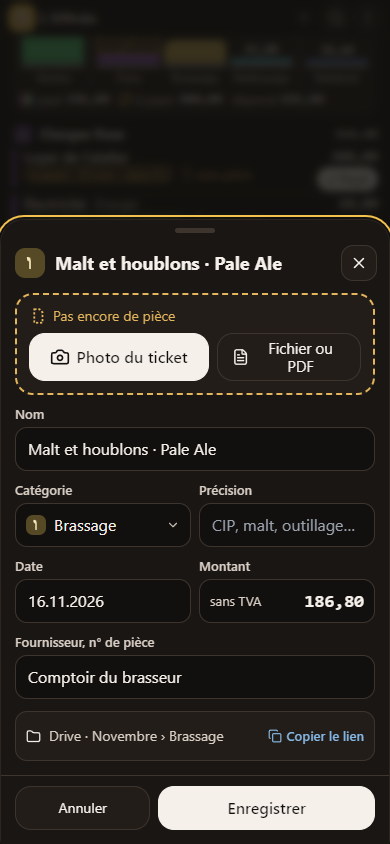 Malt et houblons · Pale Ale
Pas encore de pièce
Photo du ticket
Fichier ou
PDF
Nom
Malt et houblons · Pale Ale
Catégorie
Précision
Brassage
CIP, malt, outillage...
Date
Montant
16.11.2026
sans TVA 186,80
Fournisseur, n° de pièce
Comptoir du brasseur
Drive · Novembre › Brassage
Copier le lien
Annuler
Enregistrer